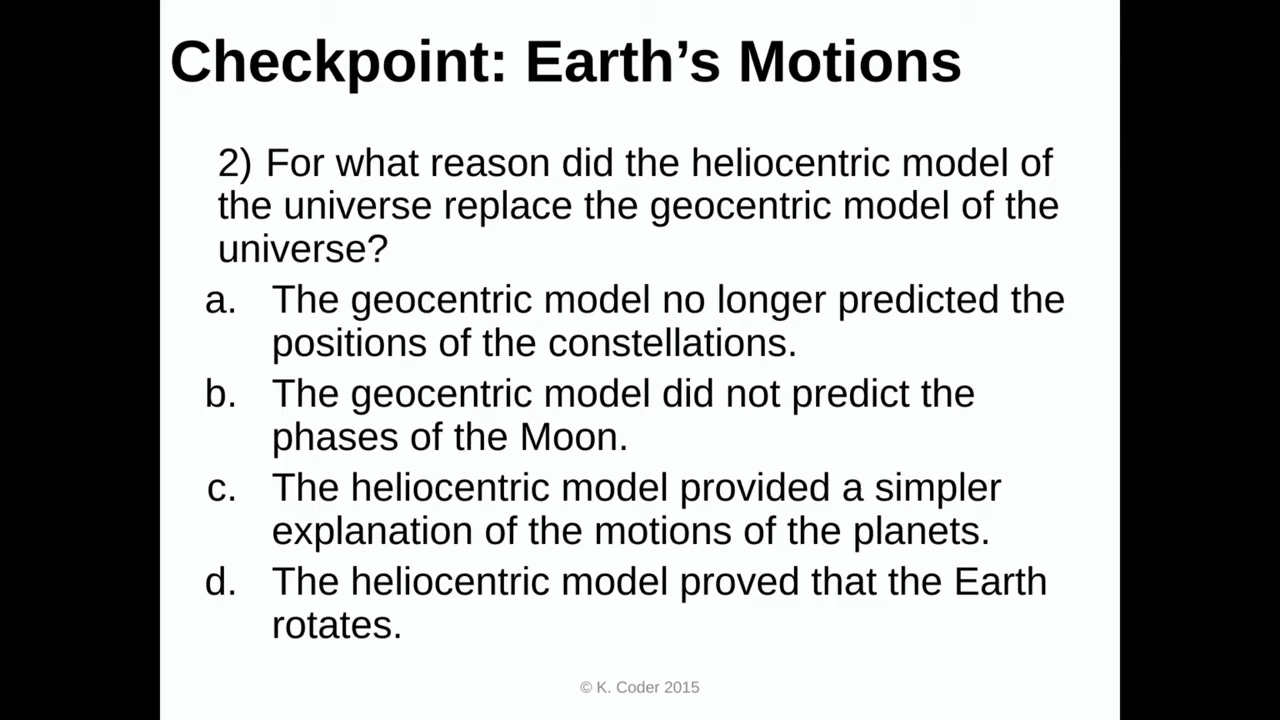 Checkpoint: Earth’s Motions
2) For what reason did the heliocentric model of
the universe replace the geocentric model of the
universe?
a. The geocentric model no longer predicted the
positions of the constellations.
b. The geocentric model did not predict the
phases of the Moon.
c. The heliocentric model provided a simpler
explanation of the motions of the planets.
d. The heliocentric model proved that the Earth
rotates.
© K. Coder 2015